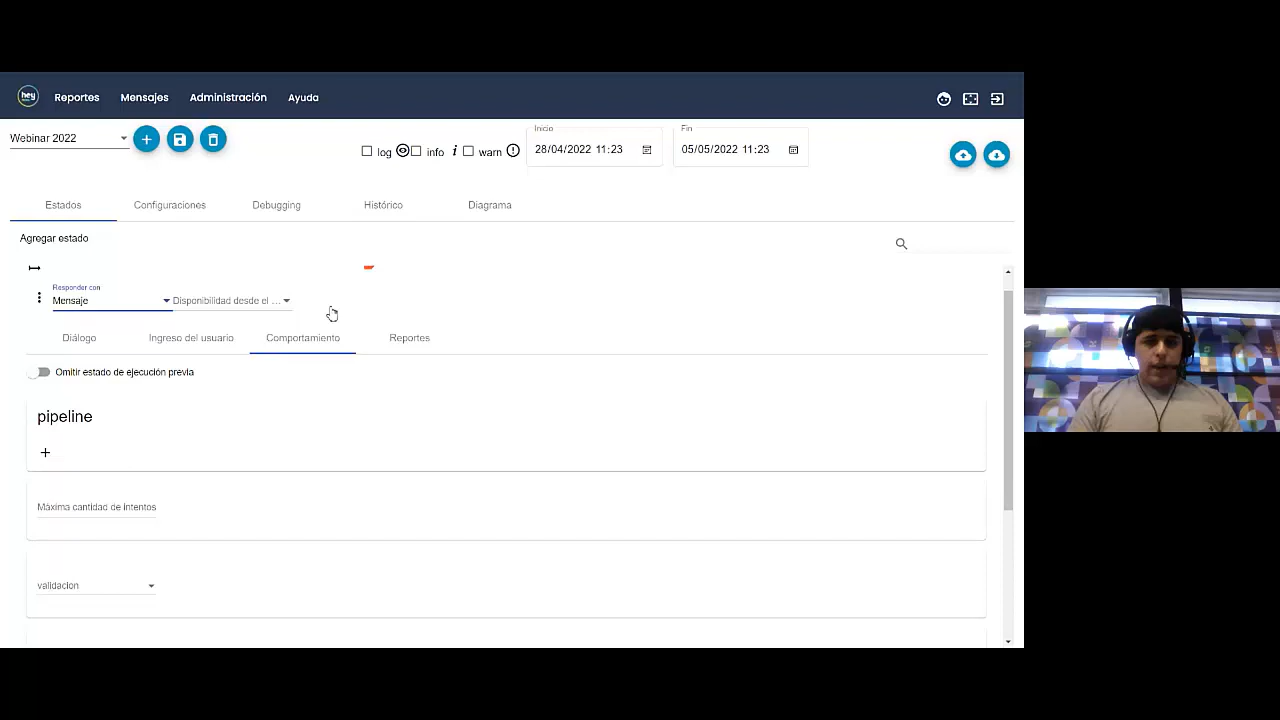 hey
Reportes Mensajes Administración Ayuda
Webinar 2022
log info i warn
Inicio
28/04/2022 11:23
Fin
05/05/2022 11:23
Estados Configuraciones Debugging Histórico Diagrama
Agregar estado
Responder con
Mensaje
Disponibilidad desde el ...
Diálogo Ingreso del usuario Comportamiento Reportes
Omitir estado de ejecución previa
pipeline
+
Máxima cantidad de intentos
validacion